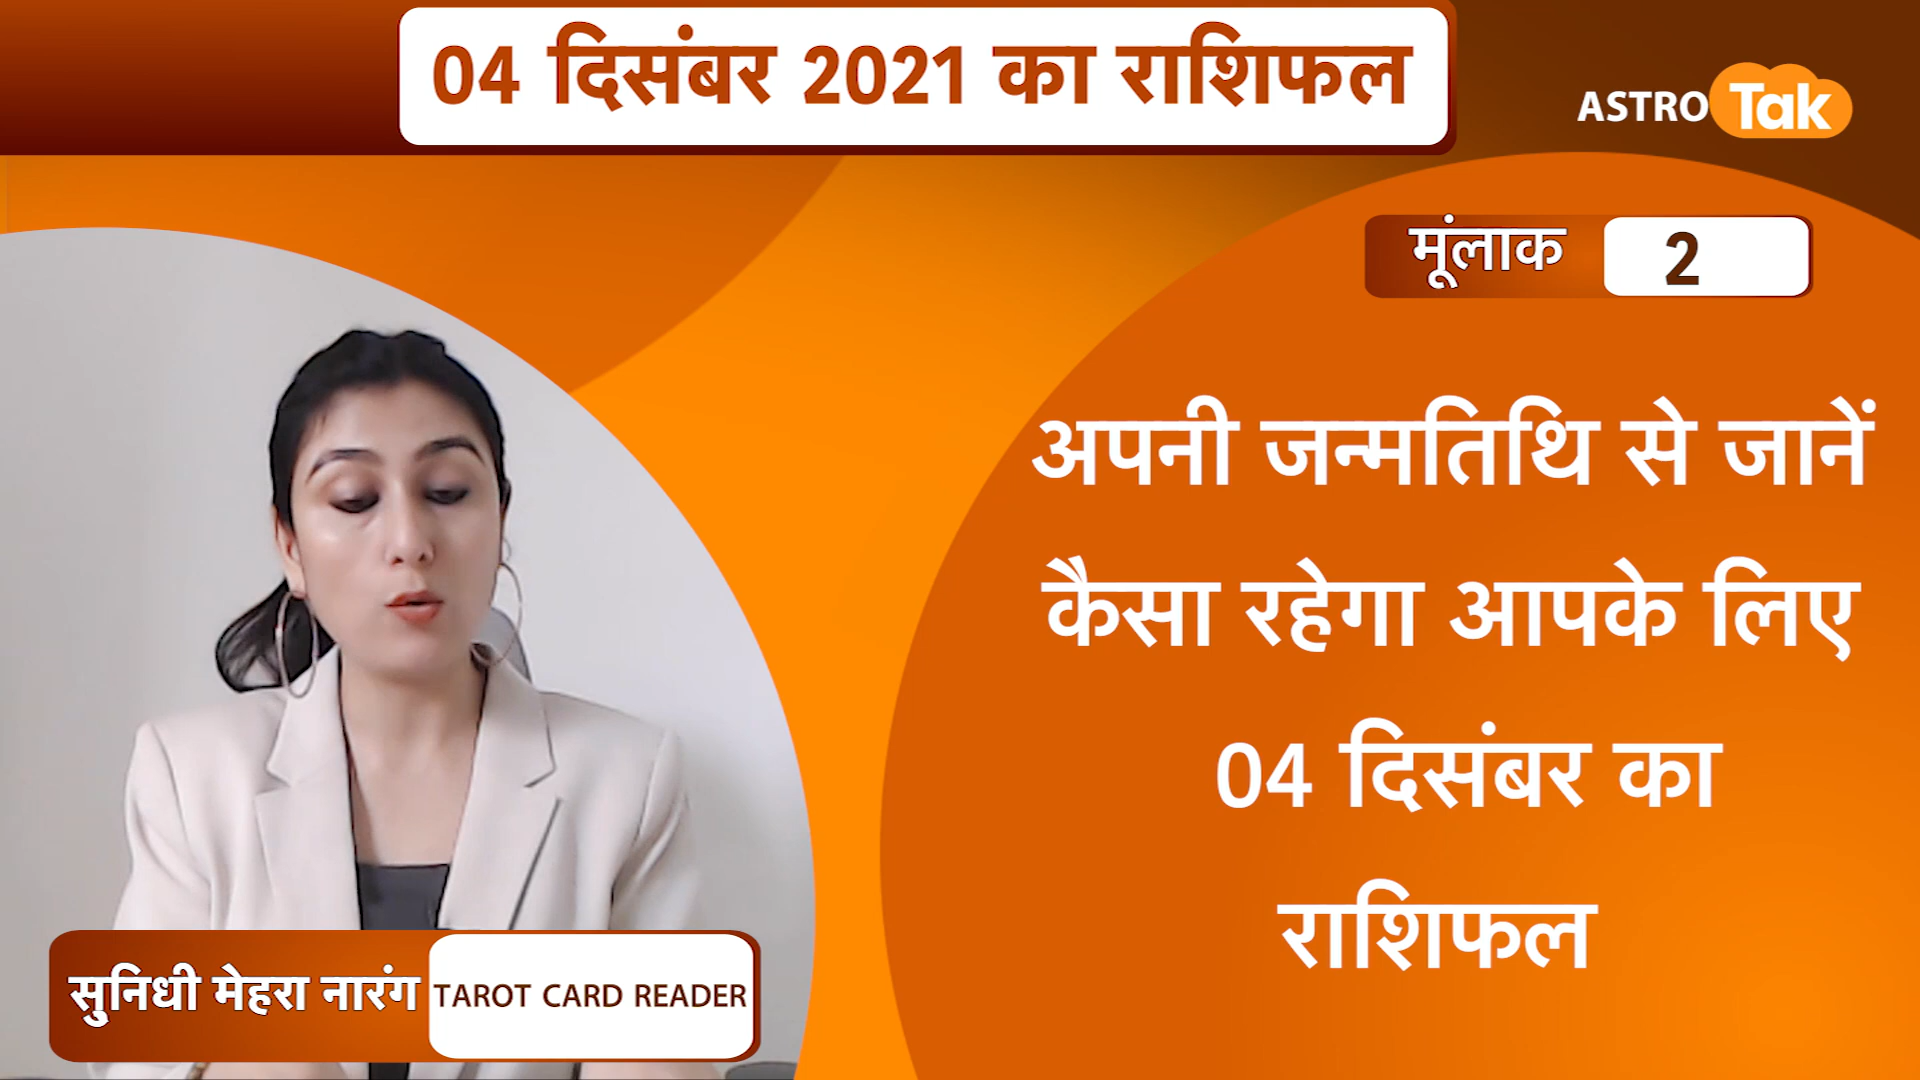 04 दिसंबर 2021 का राशिफल
ASTRO Tak
मूंलाक 2
अपनी जन्मतिथि से जानें
कैसा रहेगा आपके लिए
04 दिसंबर का
राशिफल
सुनिधी मेहरा नारंग TAROT CARD READER